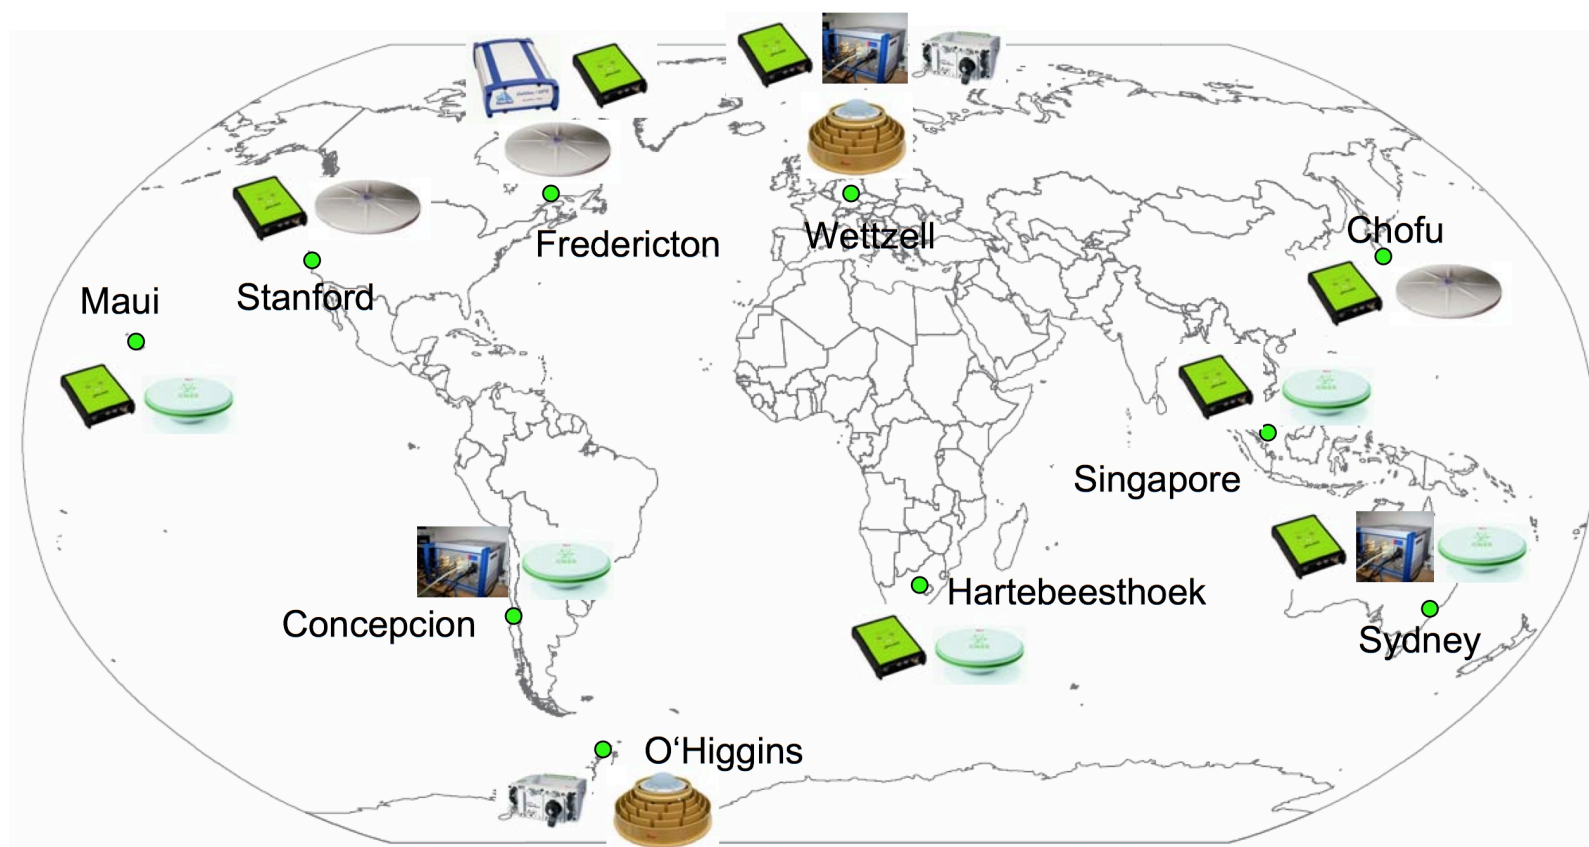 Fredericton
Wettzell
Chofu
Maui
Stanford
Singapore
Concepcion
Hartebeesthoek
Sydney
O‘Higgins